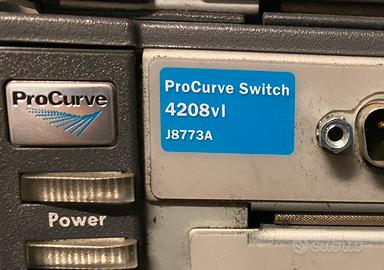 ProCurve
Power
ProCurve Switch
4208vl
J8773A
subito